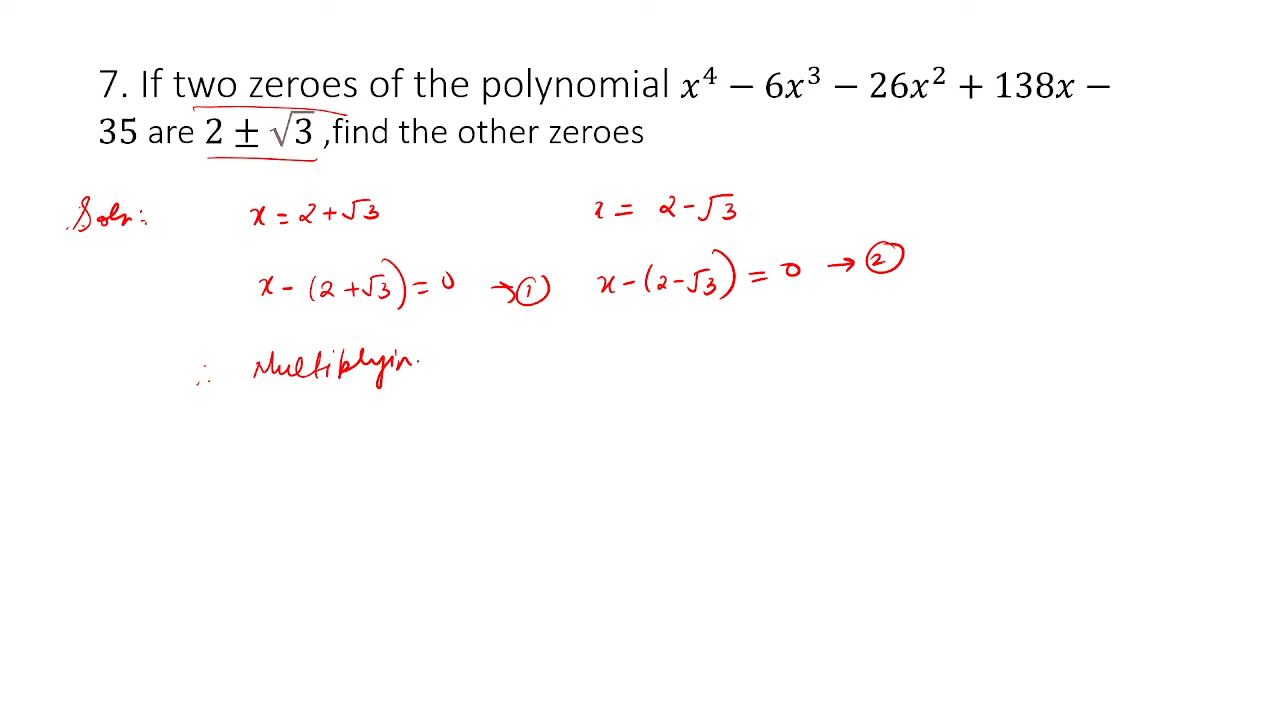 7. If two zeroes of the polynomial x⁴ − 6x³ − 26x² + 138x −
35 are 2 ± √3 ,find the other zeroes
Soln:
x = 2 + √3
x = 2 - √3
x - (2 + √3) = 0 → ①
x - (2 - √3) = 0 → ②
∴ Multiplyin